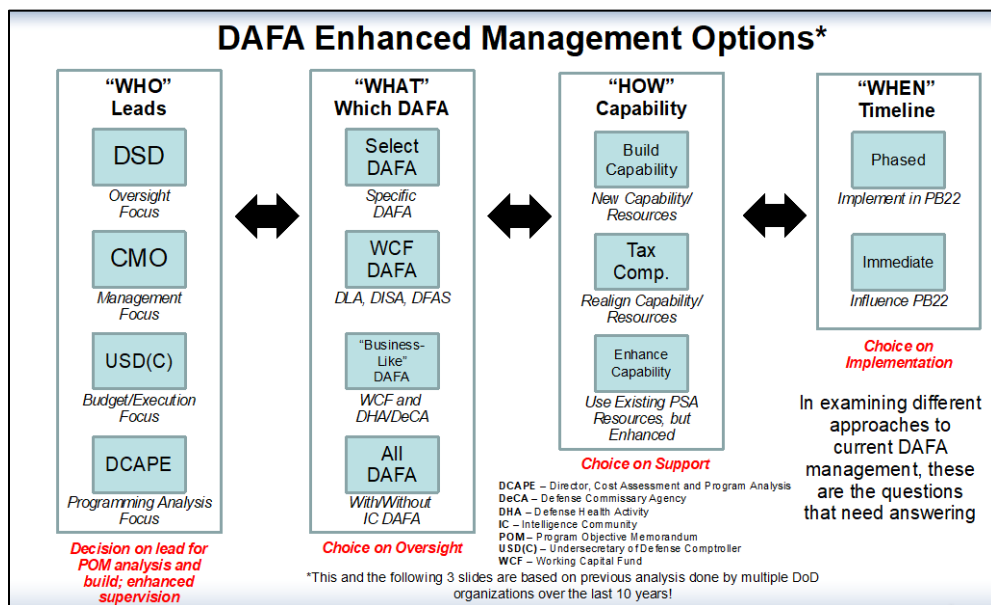 DAFA Enhanced Management Options*
“WHO”
Leads
DSD
Oversight
Focus
CMO
Management
Focus
USD(C)
Budget/Execution
Focus
DCAPE
Programming Analysis
Focus
Decision on lead for
POM analysis and
build; enhanced
supervision
“WHAT”
Which DAFA
Select
DAFA
Specific
DAFA
WCF
DAFA
DLA, DISA, DFAS
“Business-
Like”
DAFA
WCF and
DHA/DeCA
All
DAFA
With/Without
IC DAFA
Choice on Oversight
“HOW”
Capability
Build
Capability
New Capability/
Resources
Tax
Comp.
Realign Capability/
Resources
Enhance
Capability
Use Existing PSA
Resources, but
Enhanced
Choice on Support
DCAPE – Director, Cost Assessment and Program Analysis
DeCA – Defense Commissary Agency
DHA – Defense Health Activity
IC – Intelligence Community
POM – Program Objective Memorandum
USD(C) – Undersecretary of Defense Comptroller
WCF – Working Capital Fund
“WHEN”
Timeline
Phased
Implement in PB22
Immediate
Influence PB22
Choice on
Implementation
In examining different
approaches to
current DAFA
management, these
are the questions
that need answering
*This and the following 3 slides are based on previous analysis done by multiple DoD
organizations over the last 10 years!